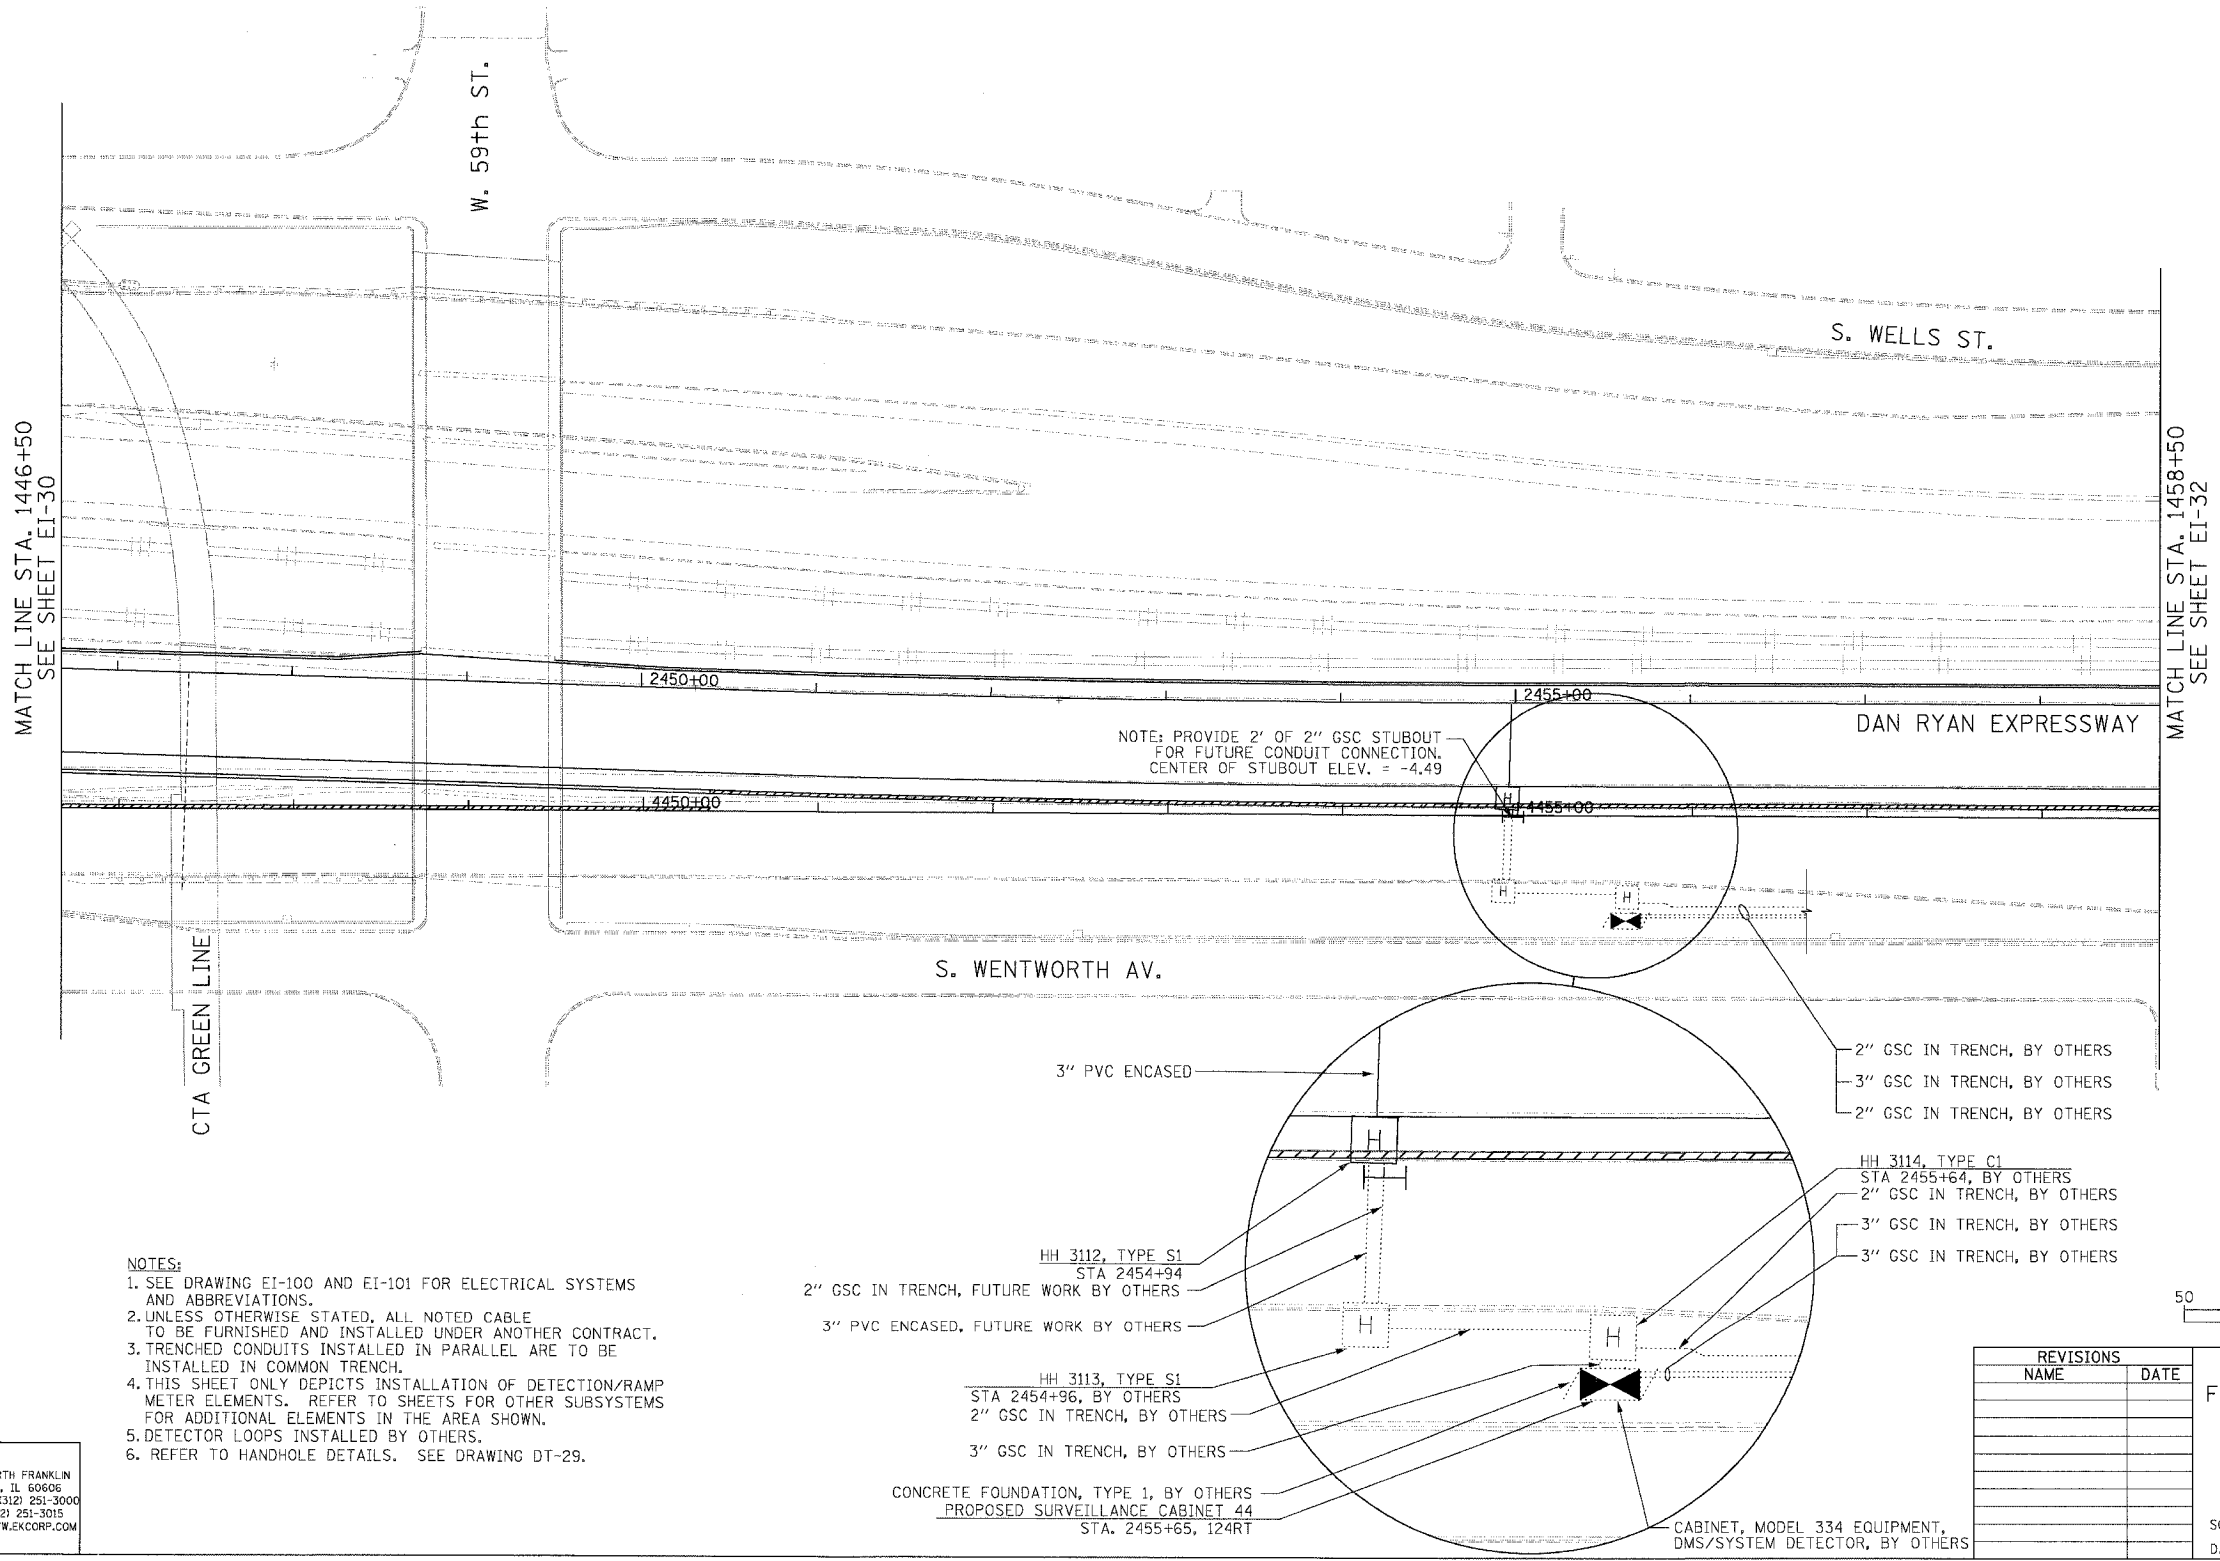 W. 59th ST.
S. WELLS ST.
MATCH LINE STA. 1446+50
SEE SHEET EI-30
MATCH LINE STA. 1458+50
SEE SHEET EI-32
2450+00
2455+00
DAN RYAN EXPRESSWAY
NOTE: PROVIDE 2' OF 2" GSC STUBOUT
FOR FUTURE CONDUIT CONNECTION.
CENTER OF STUBOUT ELEV. = -4.49
H
4450+00
4455+00
H
H
S. WENTWORTH AV.
CTA GREEN LINE
2" GSC IN TRENCH, BY OTHERS
3" GSC IN TRENCH, BY OTHERS
2" GSC IN TRENCH, BY OTHERS
3" PVC ENCASED
H
HH 3114, TYPE C1
STA 2455+64, BY OTHERS
2" GSC IN TRENCH, BY OTHERS
3" GSC IN TRENCH, BY OTHERS
3" GSC IN TRENCH, BY OTHERS
HH 3112, TYPE S1
STA 2454+94
2" GSC IN TRENCH, FUTURE WORK BY OTHERS
3" PVC ENCASED, FUTURE WORK BY OTHERS
H
H
HH 3113, TYPE S1
STA 2454+96, BY OTHERS
2" GSC IN TRENCH, BY OTHERS
3" GSC IN TRENCH, BY OTHERS
CONCRETE FOUNDATION, TYPE 1, BY OTHERS
PROPOSED SURVEILLANCE CABINET 44
STA. 2455+65, 124RT
CABINET, MODEL 334 EQUIPMENT,
DMS/SYSTEM DETECTOR, BY OTHERS
NOTES:
1. SEE DRAWING EI-100 AND EI-101 FOR ELECTRICAL SYSTEMS
AND ABBREVIATIONS.
2. UNLESS OTHERWISE STATED, ALL NOTED CABLE
TO BE FURNISHED AND INSTALLED UNDER ANOTHER CONTRACT.
3. TRENCHED CONDUITS INSTALLED IN PARALLEL ARE TO BE
INSTALLED IN COMMON TRENCH.
4. THIS SHEET ONLY DEPICTS INSTALLATION OF DETECTION/RAMP
METER ELEMENTS. REFER TO SHEETS FOR OTHER SUBSYSTEMS
FOR ADDITIONAL ELEMENTS IN THE AREA SHOWN.
5. DETECTOR LOOPS INSTALLED BY OTHERS.
6. REFER TO HANDHOLE DETAILS. SEE DRAWING DT-29.
TH FRANKLIN
, IL 60606
(312) 251-3000
2) 251-3015
W.EKCORP.COM
50
REVISIONS
NAME DATE
F